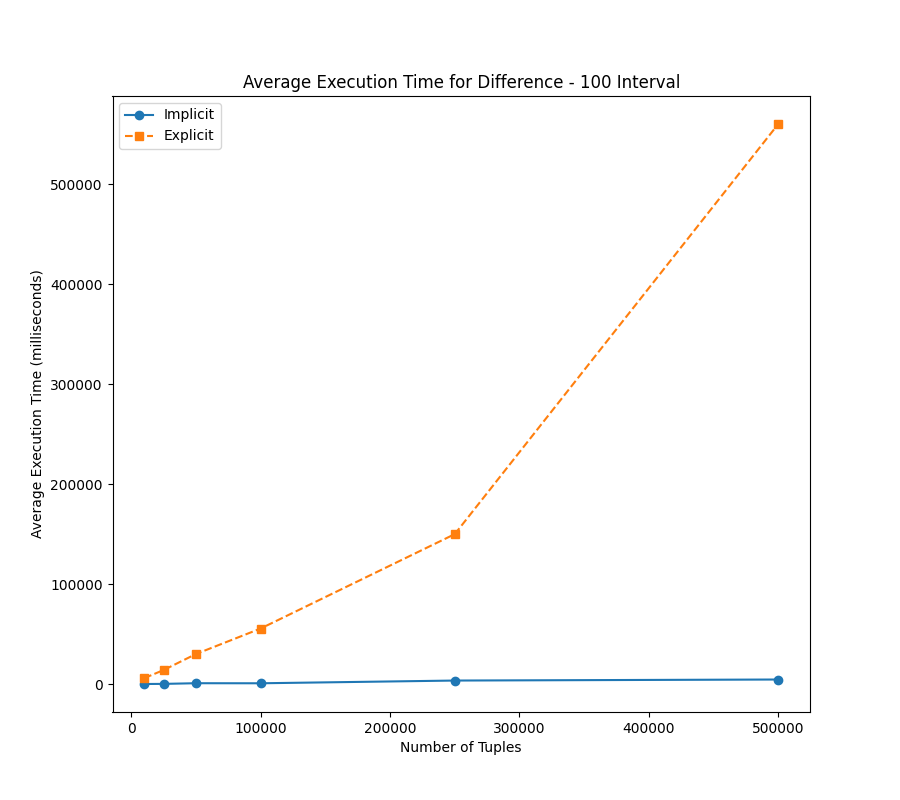 Average Execution Time for Difference - 100 Interval
Implicit
Explicit
Average Execution Time (milliseconds)
500000
400000
300000
200000
100000
0
0
100000
200000
300000
400000
500000
Number of Tuples